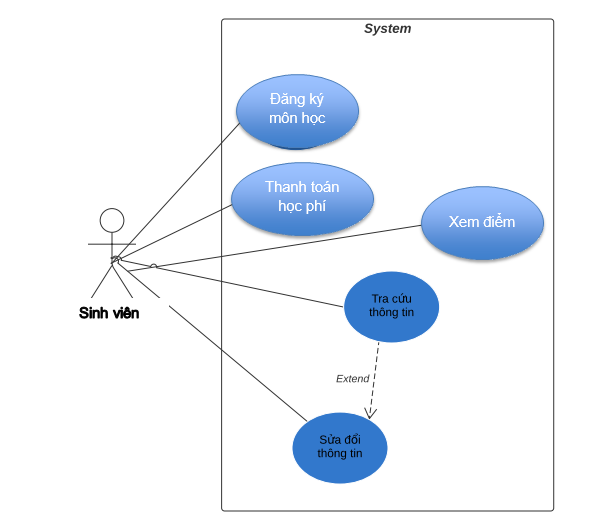 System
Đăng ký
môn học
Thanh toán
học phí
Xem điểm
Tra cứu
thông tin
Sinh viên
Extend
Sửa đổi
thông tin